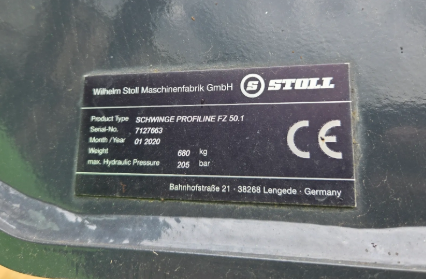 Wilhelm Stoll Maschinenfabrik GmbH S STOLL
Product Type SCHWINGE PROFILINE FZ 50.1
Serial-No. 7127663
Month / Year 01 2020
Weight 680 kg
max. Hydraulic Pressure 205 bar
CE
Bahnhofstraße 21 · 38268 Lengede · Germany